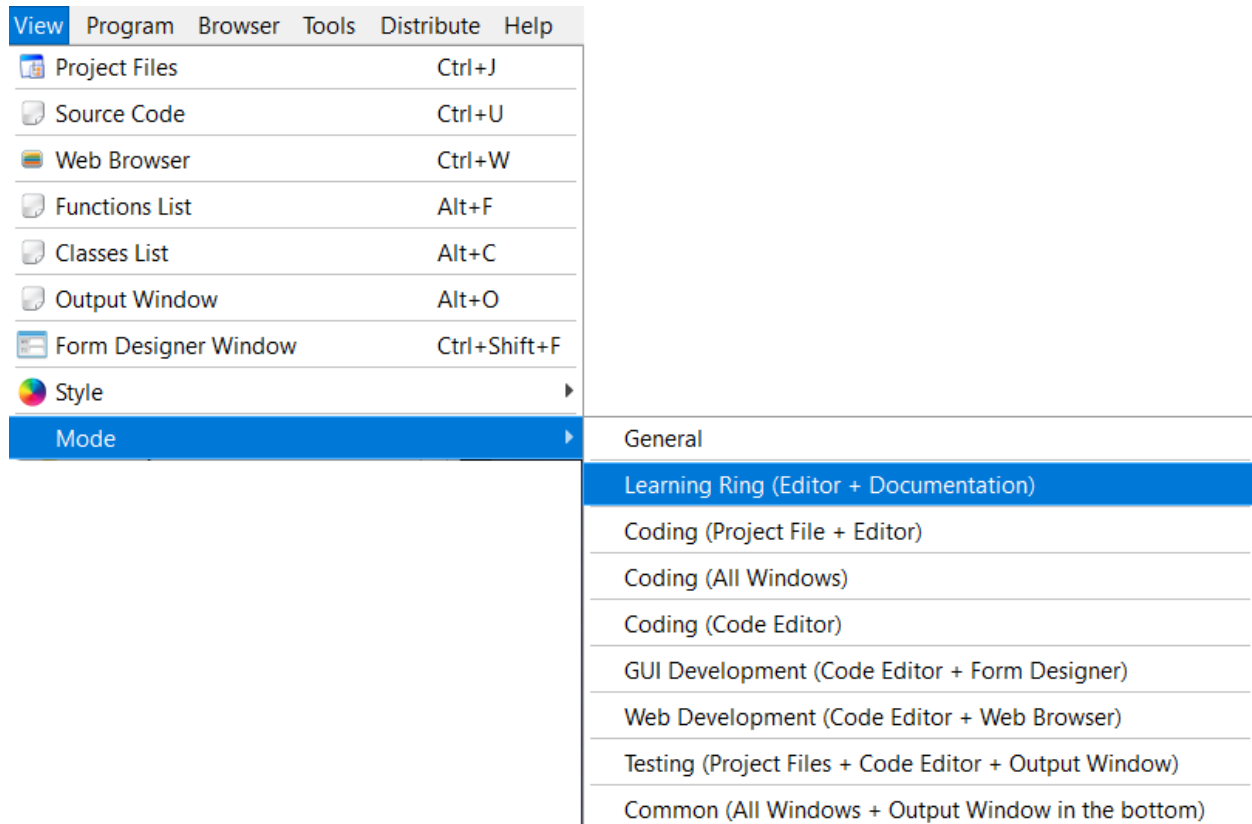 View Program Browser Tools Distribute Help
Project Files Ctrl+J
Source Code Ctrl+U
Web Browser Ctrl+W
Functions List Alt+F
Classes List Alt+C
Output Window Alt+O
Form Designer Window Ctrl+Shift+F
Style
Mode
General
Learning Ring (Editor + Documentation)
Coding (Project File + Editor)
Coding (All Windows)
Coding (Code Editor)
GUI Development (Code Editor + Form Designer)
Web Development (Code Editor + Web Browser)
Testing (Project Files + Code Editor + Output Window)
Common (All Windows + Output Window in the bottom)